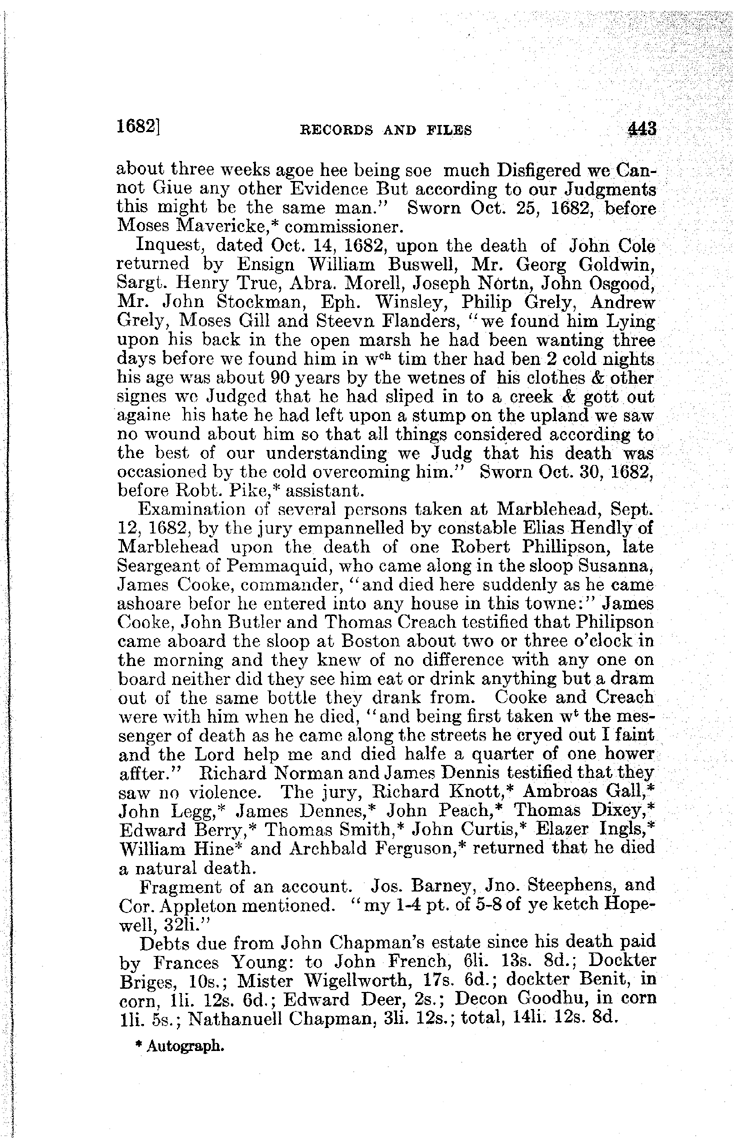 1682] RECORDS AND FILES 443
about three weeks agoe hee being soe much Disfigered we Can-
not Giue any other Evidence But according to our Judgments
this might be the same man." Sworn Oct. 25, 1682, before
Moses Mavericke,* commissioner.
Inquest, dated Oct. 14, 1682, upon the death of John Cole
returned by Ensign William Buswell, Mr. Georg Goldwin,
Sargt. Henry True, Abra. Morell, Joseph Nortn, John Osgood,
Mr. John Stockman, Eph. Winsley, Philip Grely, Andrew
Grely, Moses Gill and Steevn Flanders, "we found him Lying
upon his back in the open marsh he had been wanting three
days before we found him in wᶜʰ tim ther had ben 2 cold nights
his age was about 90 years by the wetnes of his clothes & other
signes we Judged that he had sliped in to a creek & gott out
againe his hate he had left upon a stump on the upland we saw
no wound about him so that all things considered according to
the best of our understanding we Judg that his death was
occasioned by the cold overcoming him." Sworn Oct. 30, 1682,
before Robt. Pike,* assistant.
Examination of several persons taken at Marblehead, Sept.
12, 1682, by the jury empannelled by constable Elias Hendly of
Marblehead upon the death of one Robert Phillipson, late
Seargeant of Pemmaquid, who came along in the sloop Susanna,
James Cooke, commander, "and died here suddenly as he came
ashoare befor he entered into any house in this towne:" James
Cooke, John Butler and Thomas Creach testified that Philipson
came aboard the sloop at Boston about two or three o'clock in
the morning and they knew of no difference with any one on
board neither did they see him eat or drink anything but a dram
out of the same bottle they drank from. Cooke and Creach
were with him when he died, "and being first taken wᵗ the mes-
senger of death as he came along the streets he cryed out I faint
and the Lord help me and died halfe a quarter of one hower
affter." Richard Norman and James Dennis testified that they
saw no violence. The jury, Richard Knott,* Ambroas Gall,*
John Legg,* James Dennes,* John Peach,* Thomas Dixey,*
Edward Berry,* Thomas Smith,* John Curtis,* Elazer Ingls,*
William Hine* and Archbald Ferguson,* returned that he died
a natural death.
Fragment of an account. Jos. Barney, Jno. Steephens, and
Cor. Appleton mentioned. "my 1-4 pt. of 5-8 of ye ketch Hope-
well, 32li."
Debts due from John Chapman's estate since his death paid
by Frances Young: to John French, 6li. 13s. 8d.; Dockter
Briges, 10s.; Mister Wigellworth, 17s. 6d.; dockter Benit, in
corn, 1li. 12s. 6d.; Edward Deer, 2s.; Decon Goodhu, in corn
1li. 5s.; Nathanuell Chapman, 3li. 12s.; total, 14li. 12s. 8d.
* Autograph.